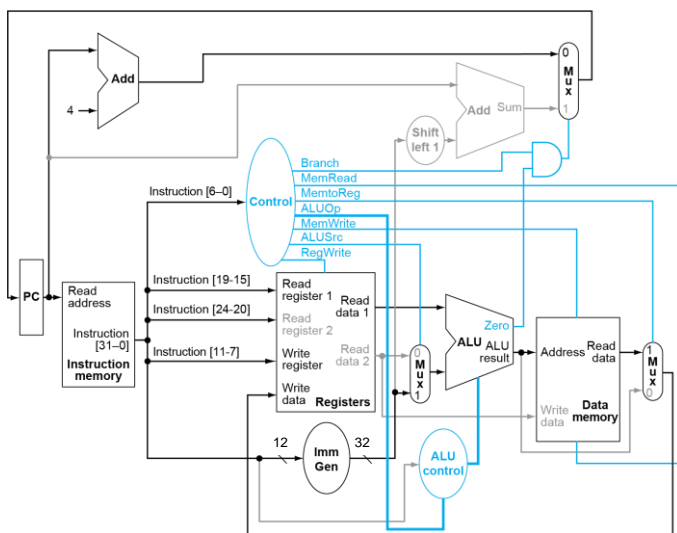 Add
4
0
Mux
1
Add
Sum
Shift
left 1
Branch
MemRead
MemtoReg
ALUOp
MemWrite
ALUSrc
RegWrite
Control
Instruction [6–0]
PC
Read
address
Instruction
[31–0]
Instruction
memory
Instruction [19-15]
Instruction [24-20]
Instruction [11-7]
Read
register 1
Read
register 2
Write
register
Write
data
Read
data 1
Read
data 2
Registers
0
Mux
1
Zero
ALU
ALU
result
Address
Read
data
Write
data
Data
memory
1
Mux
0
12
Imm
Gen
32
ALU
control